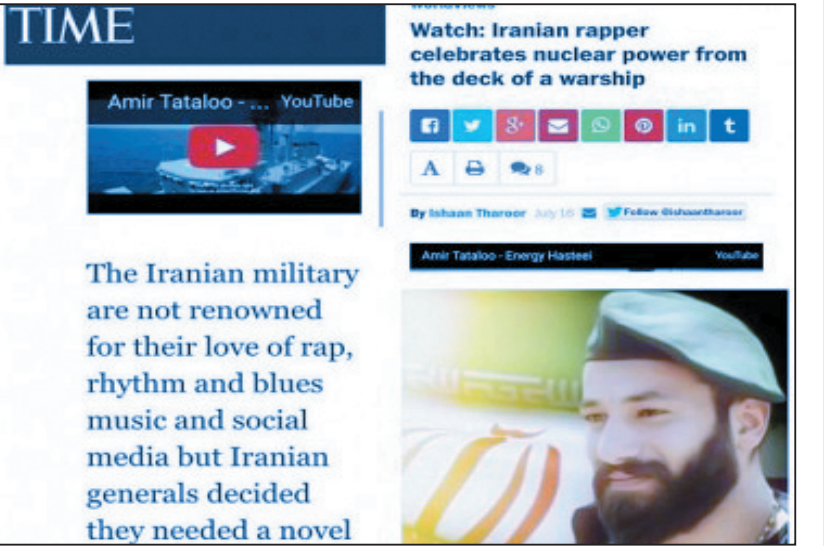 TIME
Amir Tataloo - ... YouTube
The Iranian military
are not renowned
for their love of rap,
rhythm and blues
music and social
media but Iranian
generals decided
they needed a novel
Watch: Iranian rapper
celebrates nuclear power from
the deck of a warship
A 8
By Ishaan Tharoor July 16 Follow @ishaantharoor
Amir Tataloo - Energy Hasteei YouTube